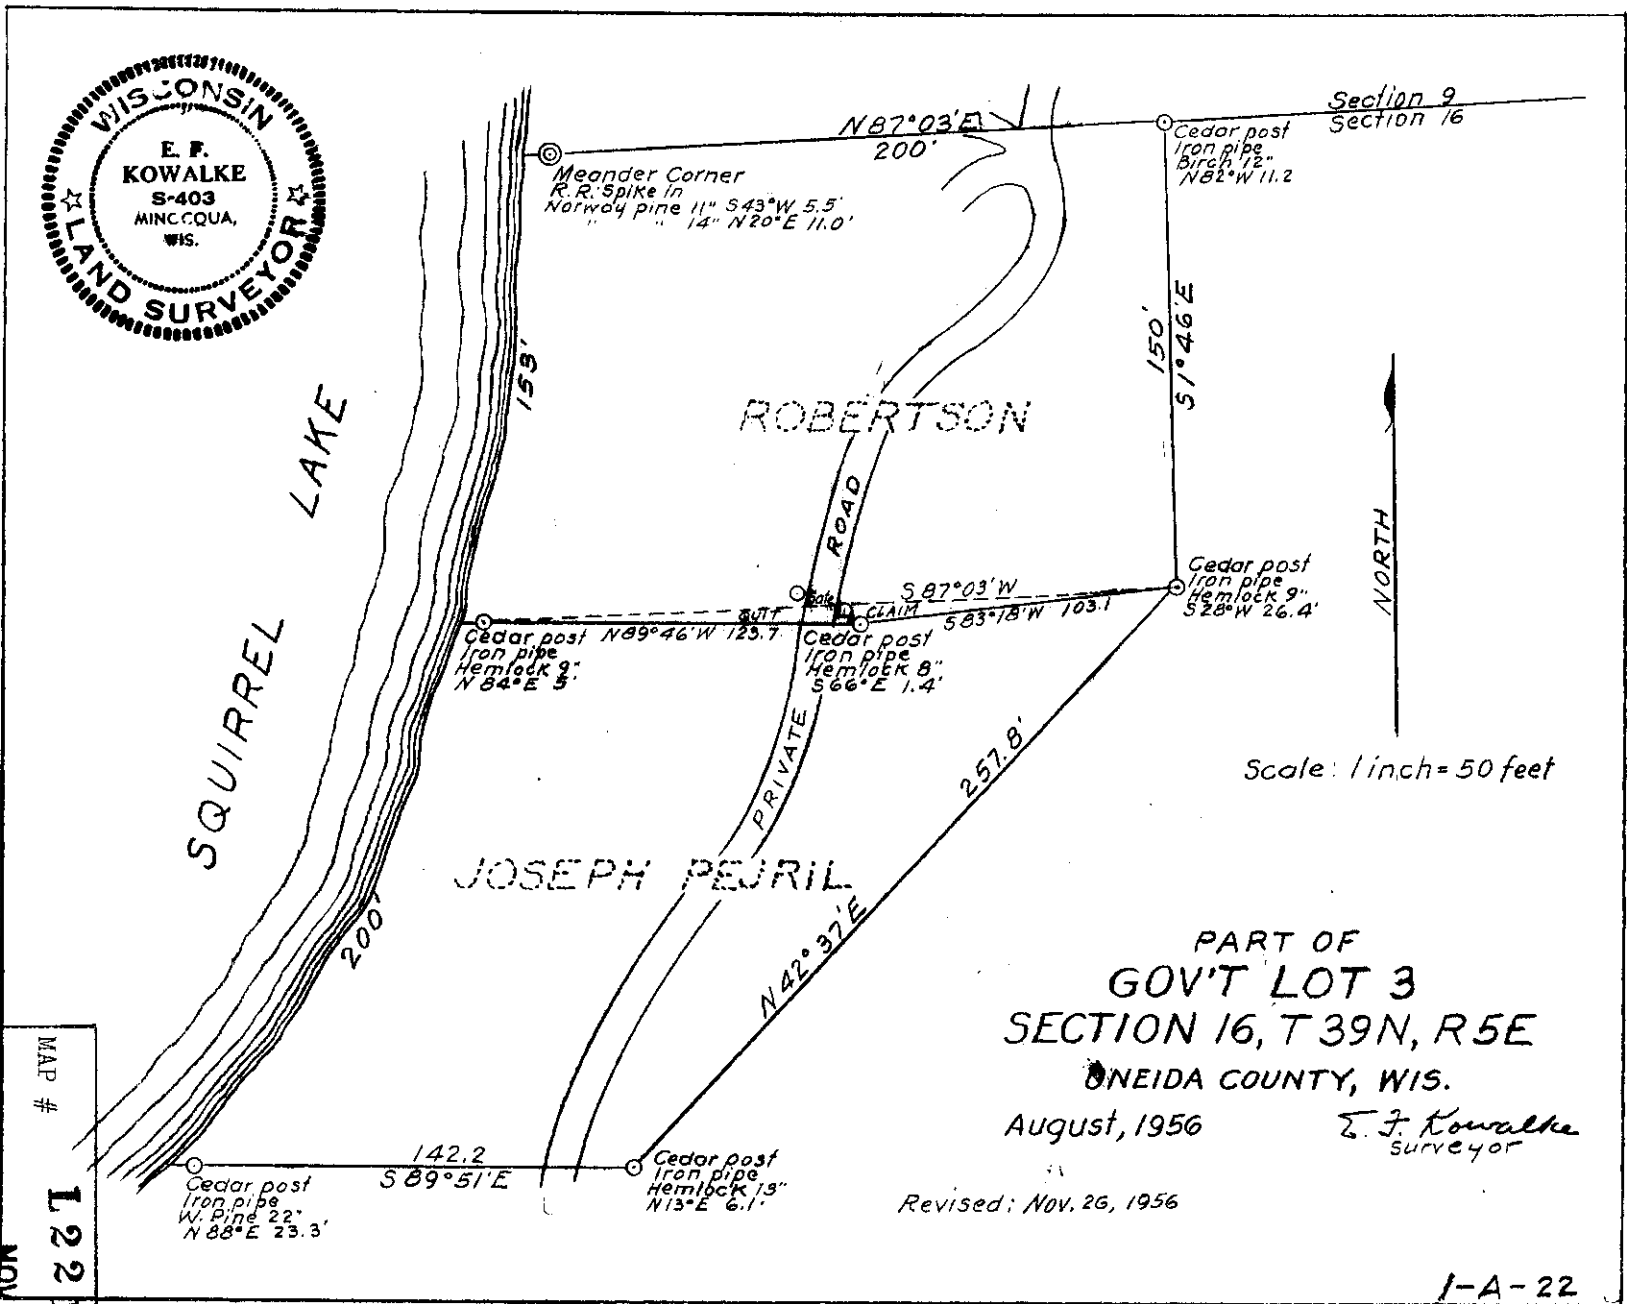 WISCONSIN
LAND SURVEYOR
E. F.
KOWALKE
S-403
MINOCQUA,
WIS.
Section 9
Section 16
N87°03'E
200'
Meander Corner
R.R. Spike in
Norway pine 11" S43°W 5.5'
" " 14" N20°E 11.0'
Cedar post
Iron pipe
Birch 12"
N82°W 11.2
153'
150'
S1°46'E
SQUIRREL LAKE
ROBERTSON
PRIVATE ROAD
NORTH
S87°03'W
Gate
CLAIM
S83°18'W 103.1
N89°46'W 123.7
Cedar post
Iron pipe
Hemlock 9"
S28°W 26.4'
Cedar post
Iron pipe
Hemlock 9"
N84°E 5'
Cedar post
Iron pipe
Hemlock 8"
S66°E 1.4'
Scale: 1 inch = 50 feet
257.8'
N42°37'E
JOSEPH PEJRIL
200'
PART OF
GOV'T LOT 3
SECTION 16, T39N, R5E
ONEIDA COUNTY, WIS.
August, 1956
E. F. Kowalke
Surveyor
Revised: Nov. 26, 1956
142.2
S89°51'E
Cedar post
Iron pipe
W. Pine 22"
N88°E 23.3'
Cedar post
Iron pipe
Hemlock 13"
N13°E 6.1'
MAP #
L22
NOV
1-A-22